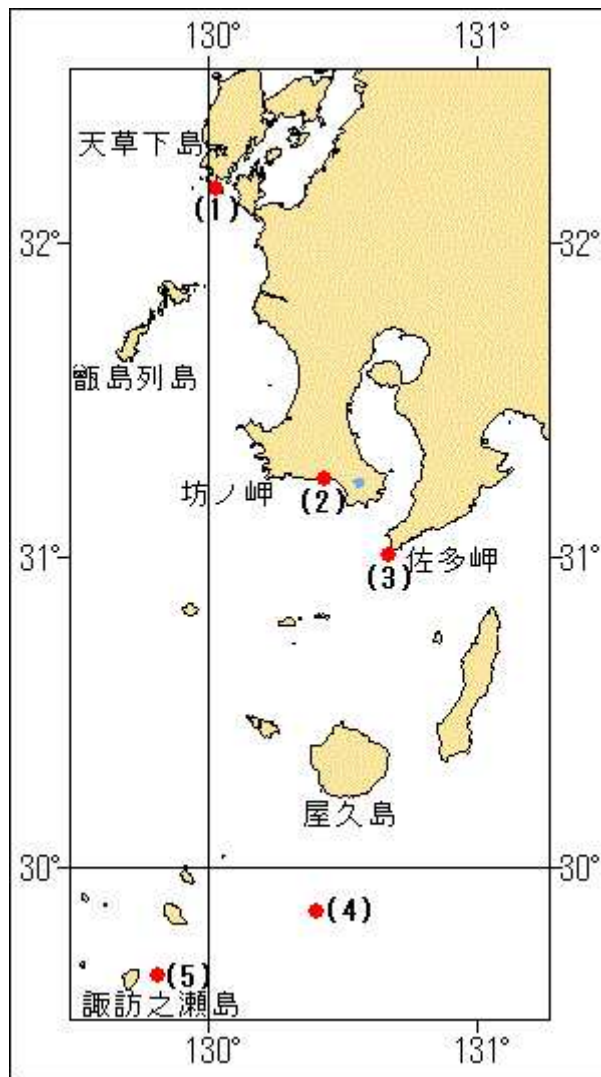 130° 131°
天草下島
(1)
32° 32°
甑島列島
坊ノ岬 (2)
31° 31°
(3) 佐多岬
屋久島
30° 30°
(4)
(5)
諏訪之瀬島
130° 131°